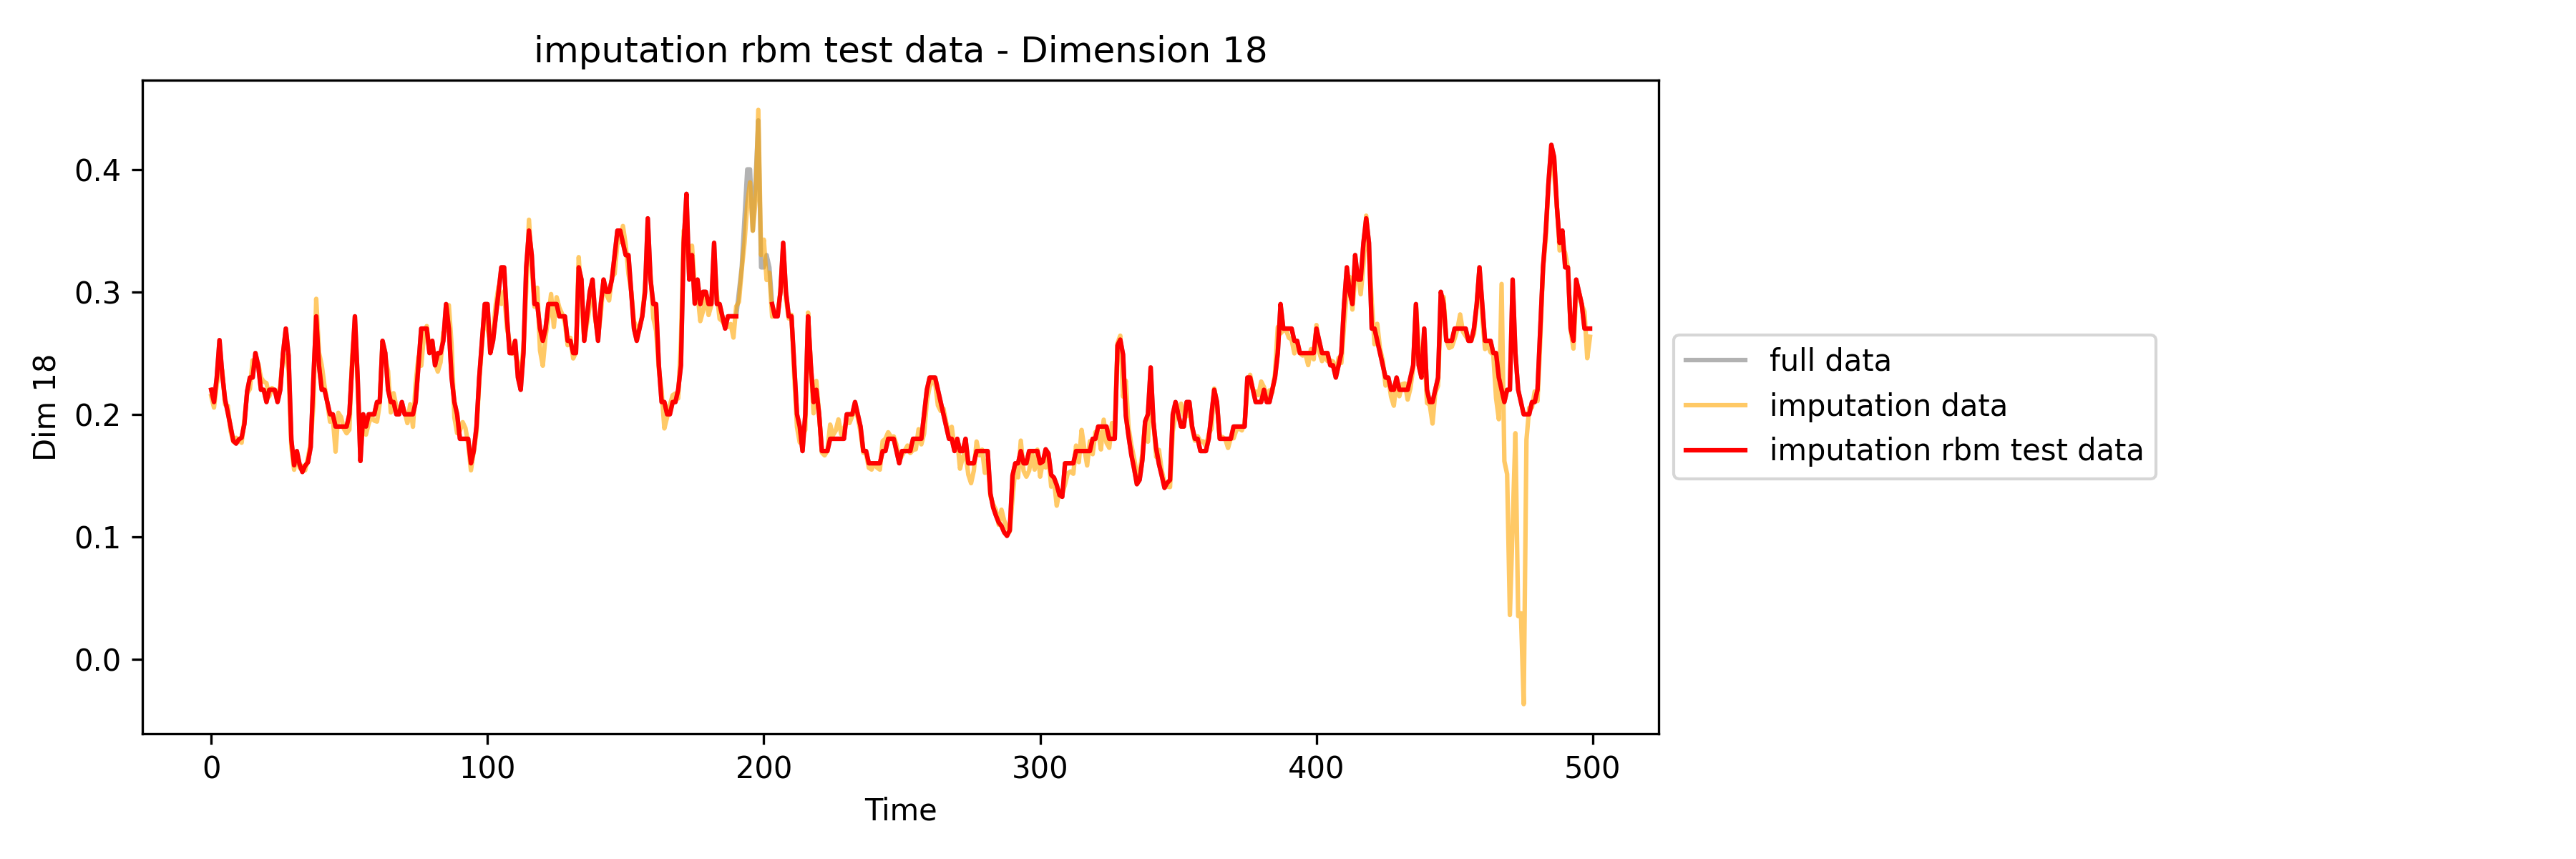 imputation rbm test data - Dimension 18
Dim 18
0.4
0.3
0.2
0.1
0.0
0 100 200 300 400 500
Time
full data
imputation data
imputation rbm test data